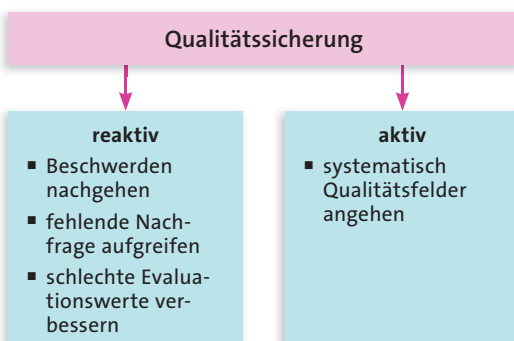 Qualitätssicherung
reaktiv
▪ Beschwerden
nachgehen
▪ fehlende Nach-
frage aufgreifen
▪ schlechte Evalua-
tionswerte ver-
bessern
aktiv
▪ systematisch
Qualitätsfelder
angehen